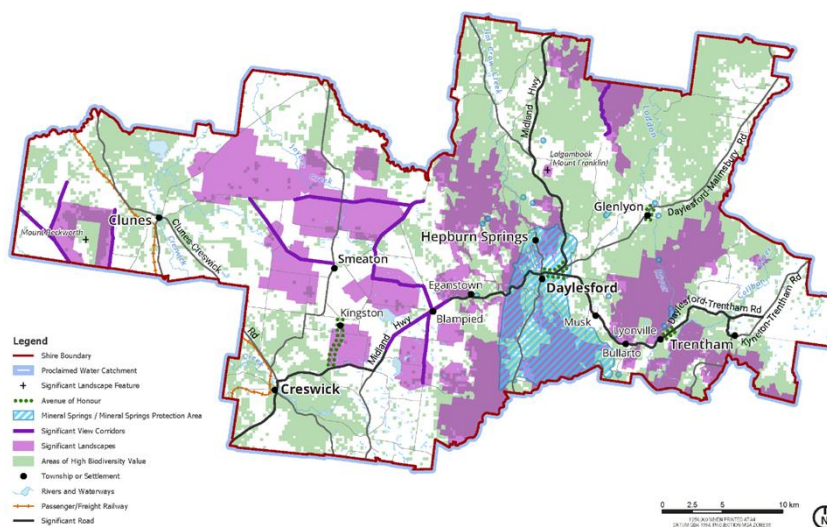 Midland Hwy
Lalgambook
(Mount Franklin)
Loddon
Daylesford-Malmsbury Rd
Glenlyon
Clunes
Clunes-Creswick
Rd
Mount Beckworth
Hepburn Springs
Smeaton
Daylesford
Eganstown
Kingston
Blampied
Midland Hwy
Musk
Lyonville
Bullarto
Trentham
Daylesford-Trentham Rd
Kyneton-Trentham Rd
Creswick
Legend
Shire Boundary
Proclaimed Water Catchment
Significant Landscape Feature
Avenue of Honour
Mineral Springs / Mineral Springs Protection Area
Significant View Corridors
Significant Landscapes
Areas of High Biodiversity Value
Township or Settlement
Rivers and Waterways
Passenger/Freight Railway
Significant Road
0
10 km
N